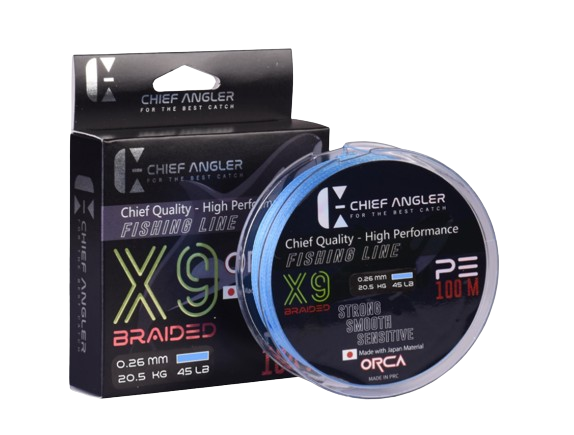 CHIEF ANGLER
FOR THE BEST CATCH
CHIEF ANGLER
FOR THE BEST CATCH
Chief Quality - High Performance
FISHING LINE
X9
BRAIDED
0.26 MM
20.5 KG 45 LB
CHIEF ANGLER
CHIEF ANGLER
FOR THE BEST CATCH
Chief Quality - High Performance
FISHING LINE
X9
BRAIDED
0.26 MM
20.5 KG 45 LB
PE
100 M
STRONG
SMOOTH
SENSITIVE
Made with Japan Material
ORCA
MADE IN PRC